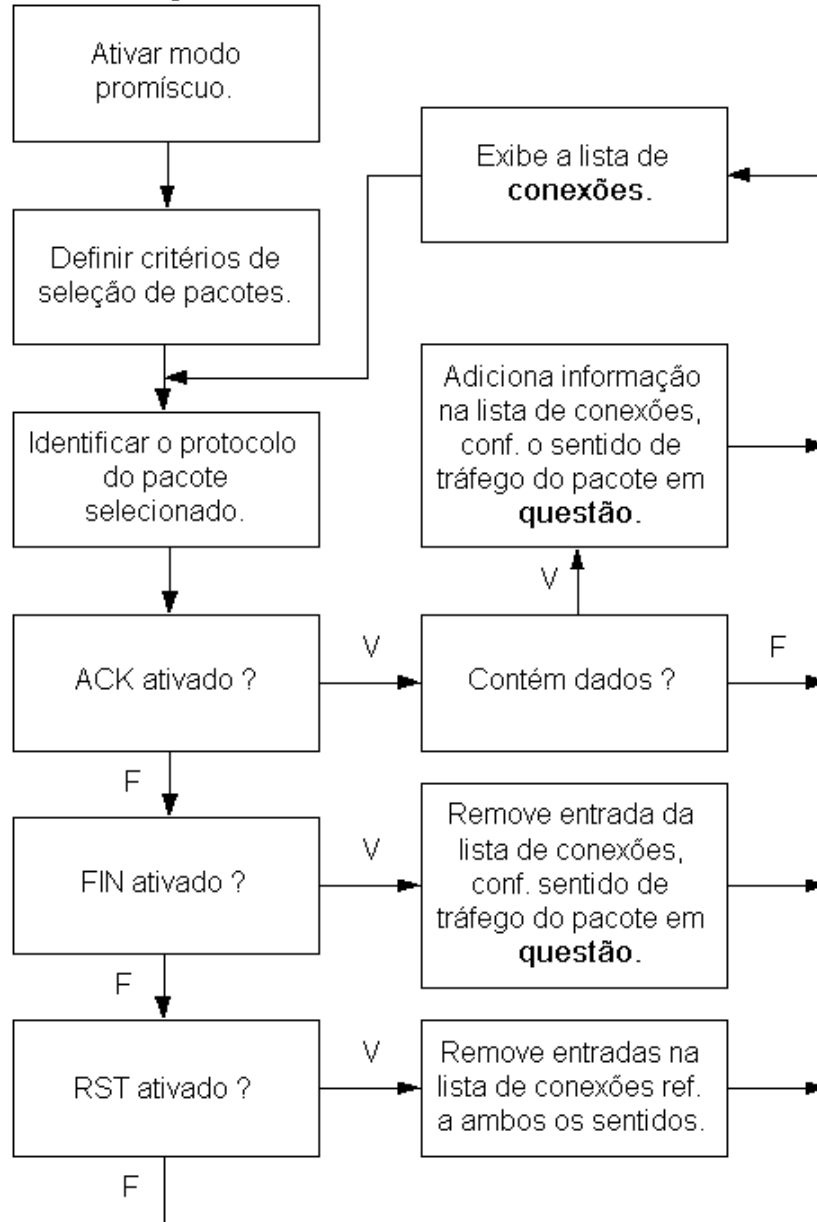 Ativar modo
promíscuo.
Exibe a lista de
conexões.
Definir critérios de
seleção de pacotes.
Adiciona informação
na lista de conexões,
conf. o sentido de
tráfego do pacote em
questão.
Identificar o protocolo
do pacote
selecionado.
V
ACK ativado ?
V
Contém dados ?
F
F
FIN ativado ?
V
Remove entrada da
lista de conexões,
conf. sentido de
tráfego do pacote em
questão.
F
RST ativado ?
V
Remove entradas na
lista de conexões ref.
a ambos os sentidos.
F